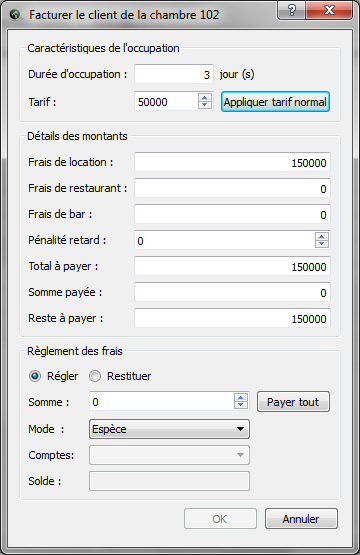 Facturer le client de la chambre 102
?
Caractéristiques de l'occupation
Durée d'occupation : 3 jour (s)
Tarif : 50000 Appliquer tarif normal
Détails des montants
Frais de location : 150000
Frais de restaurant : 0
Frais de bar : 0
Pénalité retard : 0
Total à payer : 150000
Somme payée : 0
Reste à payer : 150000
Règlement des frais
Régler Restituer
Somme : 0 Payer tout
Mode : Espèce
Comptes:
Solde :
OK Annuler